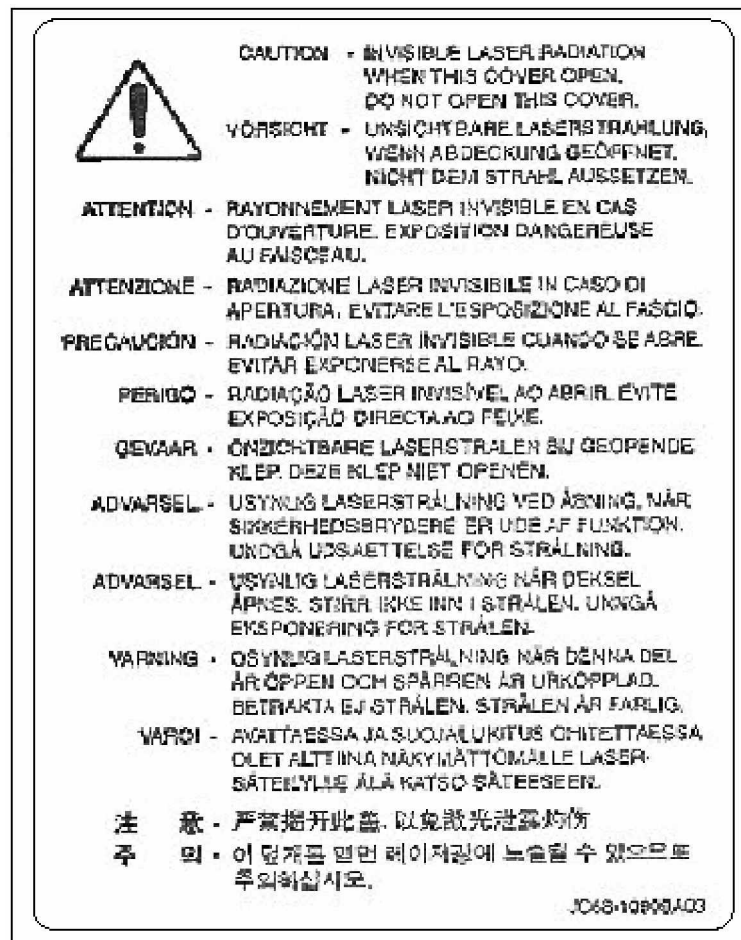 CAUTION - INVISIBLE LASER RADIATION
WHEN THIS COVER OPEN.
DO NOT OPEN THIS COVER.
VORSICHT - UNSICHTBARE LASERSTRAHLUNG,
WENN ABDECKUNG GEÖFFNET.
NICHT DEM STRAHL AUSSETZEN.
ATTENTION - RAYONNEMENT LASER INVISIBLE EN CAS
D'OUVERTURE. EXPOSITION DANGEREUSE
AU FAISCEAU.
ATTENZIONE - RADIAZIONE LASER INVISIBILE IN CASO DI
APERTURA. EVITARE L'ESPOSIZIONE AL FASCIO.
PRECAUCIÓN - RADIACIÓN LASER INVISIBLE CUANDO SE ABRE.
EVITAR EXPONERSE AL RAYO.
PERIGO - RADIAÇÃO LASER INVISÍVEL AO ABRIR. EVITE
EXPOSIÇÃO DIRECTA AO FEIXE.
GEVAAR - ONZICHTBARE LASERSTRALEN BIJ GEOPENDE
KLEP. DEZE KLEP NIET OPENEN.
ADVARSEL - USYNLIG LASERSTRÅLNING VED ÅBNING, NÅR
SIKKERHEDSBRYDERE ER UDE AF FUNKTION.
UNDGÅ UDSAETTELSE FOR STRÅLNING.
ADVARSEL - USYNLIG LASERSTRÅLNING NÅR DEKSEL
ÅPNES. STIRR IKKE INN I STRÅLEN. UNNGÅ
EKSPONERING FOR STRÅLEN.
VARNING - OSYNLIG LASERSTRÅLNING NÄR DENNA DEL
ÄR ÖPPEN OCH SPÄRREN ÄR URKOPPLAD.
BETRAKTA EJ STRÅLEN. STRÅLEN ÄR FARLIG.
VARO! - AVATTAESSA JA SUOJALUKITUS OHITETTAESSA
OLET ALTTIINA NÄKYMÄTTÖMÄLLE LASER-
SÄTEILYLLE ÄLÄ KATSO SÄTEESEEN.
注 意 - 严禁揭开此盖, 以免激光泄露灼伤
주 의 - 이 덮개를 열면 레이저광에 노출될 수 있으므로
주의하십시오.